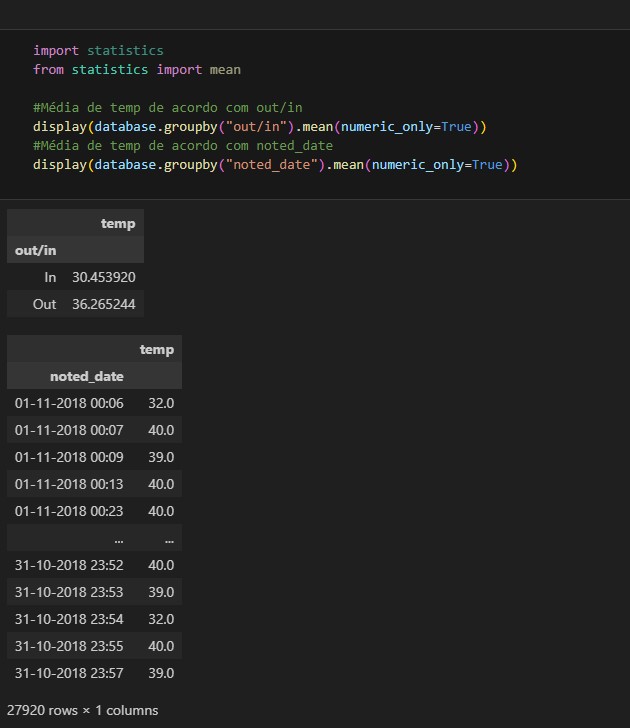 import statistics
from statistics import mean
#Média de temp de acordo com out/in
display(database.groupby("out/in").mean(numeric_only=True))
#Média de temp de acordo com noted_date
display(database.groupby("noted_date").mean(numeric_only=True))
temp
out/in
In 30.453920
Out 36.265244
temp
noted_date
01-11-2018 00:06 32.0
01-11-2018 00:07 40.0
01-11-2018 00:09 39.0
01-11-2018 00:13 40.0
01-11-2018 00:23 40.0
... ...
31-10-2018 23:52 40.0
31-10-2018 23:53 39.0
31-10-2018 23:54 32.0
31-10-2018 23:55 40.0
31-10-2018 23:57 39.0
27920 rows × 1 columns